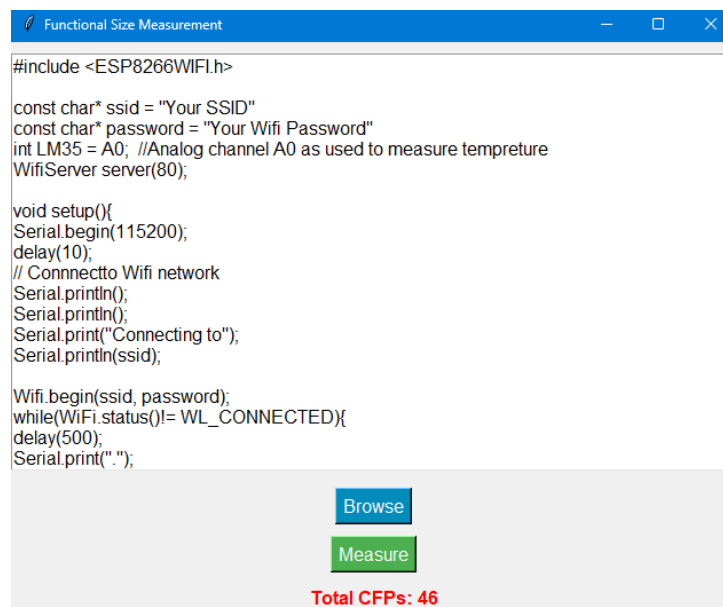 Functional Size Measurement
#include <ESP8266WIFI.h>
const char* ssid = "Your SSID"
const char* password = "Your Wifi Password"
int LM35 = A0;  //Analog channel A0 as used to measure tempreture
WifiServer server(80);
void setup(){
Serial.begin(115200);
delay(10);
// Connnectto Wifi network
Serial.println();
Serial.println();
Serial.print("Connecting to");
Serial.println(ssid);
Wifi.begin(ssid, password);
while(WiFi.status()!= WL_CONNECTED){
delay(500);
Serial.print(".");
Browse
Measure
Total CFPs: 46